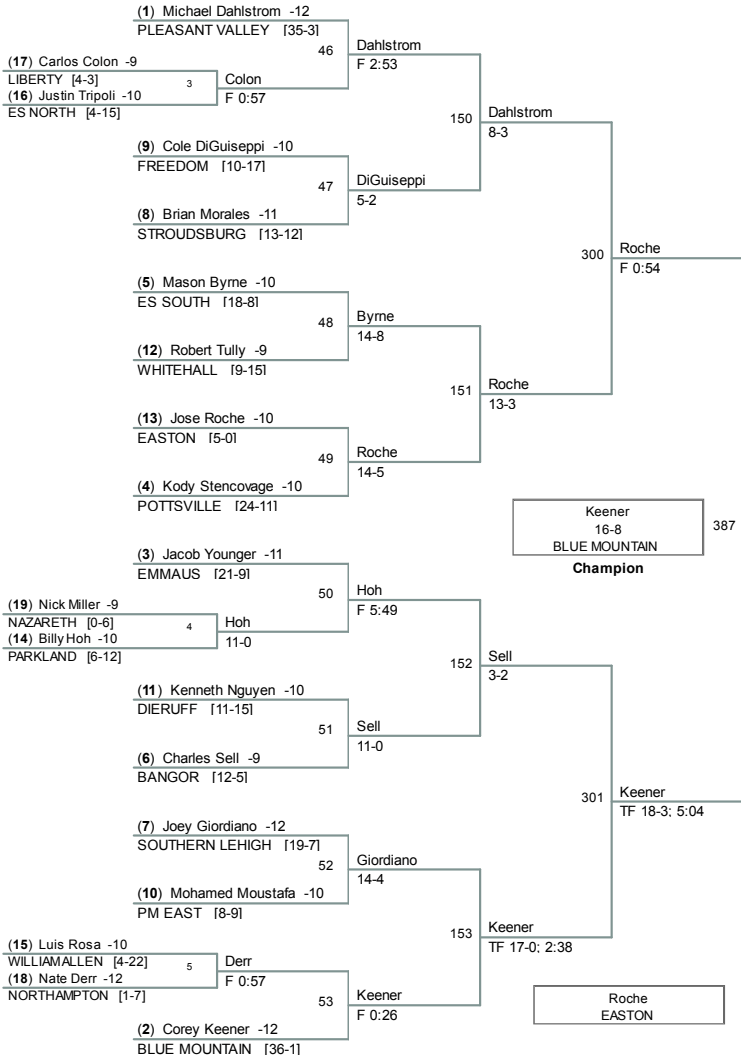 (1) Michael Dahlstrom -12
PLEASANT VALLEY [35-3]
46
Dahlstrom
F 2:53
(17) Carlos Colon -9
LIBERTY [4-3]
3
Colon
F 0:57
(16) Justin Tripoli -10
ES NORTH [4-15]
150
Dahlstrom
8-3
(9) Cole DiGuiseppi -10
FREEDOM [10-17]
47
DiGuiseppi
5-2
(8) Brian Morales -11
STROUDSBURG [13-12]
300
Roche
F 0:54
(5) Mason Byrne -10
ES SOUTH [18-8]
48
Byrne
14-8
(12) Robert Tully -9
WHITEHALL [9-15]
151
Roche
13-3
(13) Jose Roche -10
EASTON [5-0]
49
Roche
14-5
(4) Kody Stencovage -10
POTTSVILLE [24-11]
Keener
16-8
BLUE MOUNTAIN
387
Champion
(3) Jacob Younger -11
EMMAUS [21-9]
50
Hoh
F 5:49
(19) Nick Miller -9
NAZARETH [0-6]
4
Hoh
11-0
(14) Billy Hoh -10
PARKLAND [6-12]
152
Sell
3-2
(11) Kenneth Nguyen -10
DIERUFF [11-15]
51
Sell
11-0
(6) Charles Sell -9
BANGOR [12-5]
301
Keener
TF 18-3; 5:04
(7) Joey Giordiano -12
SOUTHERN LEHIGH [19-7]
52
Giordiano
14-4
(10) Mohamed Moustafa -10
PM EAST [8-9]
153
Keener
TF 17-0; 2:38
(15) Luis Rosa -10
WILLIAMALLEN [4-22]
5
Derr
F 0:57
(18) Nate Derr -12
NORTHAMPTON [1-7]
53
Keener
F 0:26
(2) Corey Keener -12
BLUE MOUNTAIN [36-1]
Roche
EASTON